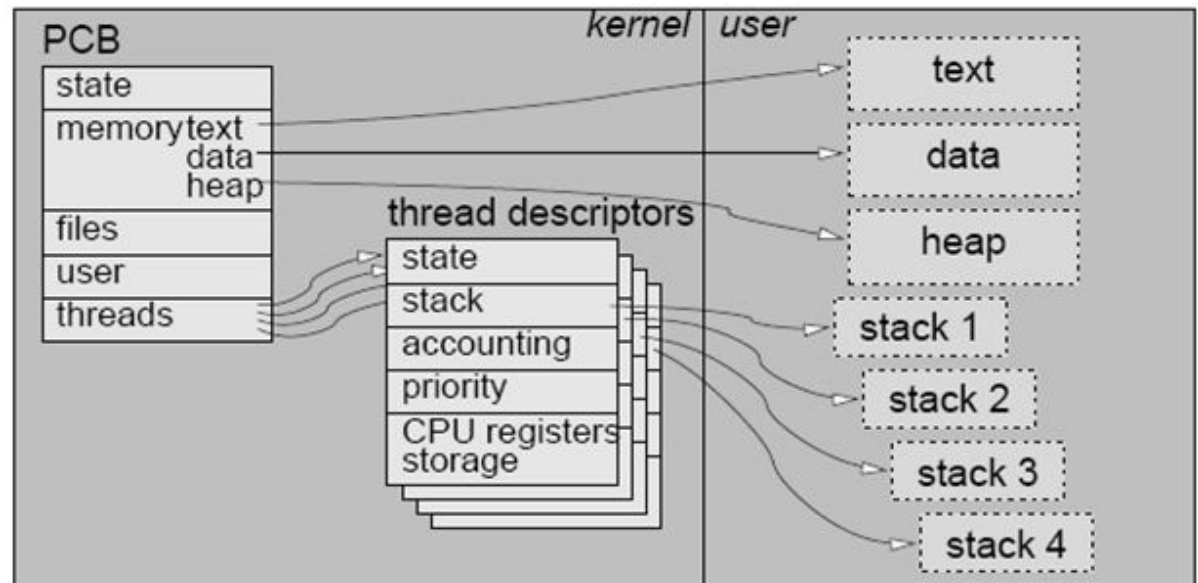 kernel user
PCB
state
memory text
data
heap
files
user
threads
thread descriptors
state
stack
accounting
priority
CPU registers
storage
text
data
heap
stack 1
stack 2
stack 3
stack 4